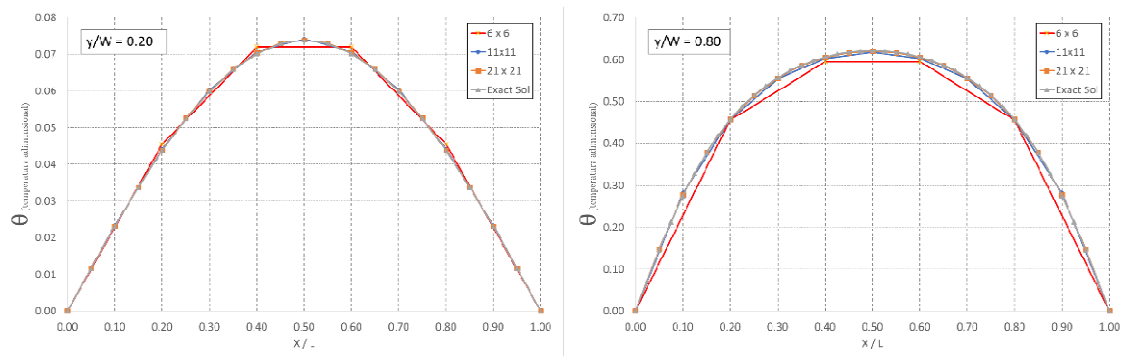 0.08
0.07
0.06
0.05
0.04
0.03
0.02
0.01
0.00
θ (temperatura adimensional)
y/W = 0.20
6 x 6
11x11
21 x 21
Exact Sol
0.00 0.10 0.20 0.30 0.40 0.50 0.60 0.70 0.80 0.90 1.00
X / L
0.70
0.60
0.50
0.40
0.30
0.20
0.10
0.00
θ (temperatura adimensional)
y/W = 0.80
6 x 6
11x11
21 x 21
Exact Sol
0.00 0.10 0.20 0.30 0.40 0.50 0.60 0.70 0.80 0.90 1.00
X / L